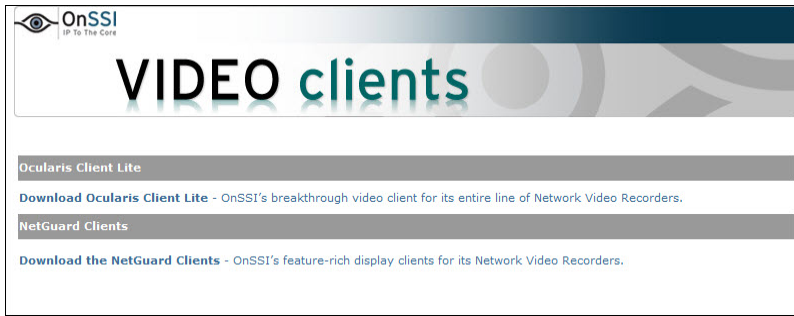 OnSSI
IP To The Core
VIDEO clients
Ocularis Client Lite
Download Ocularis Client Lite - OnSSI's breakthrough video client for its entire line of Network Video Recorders.
NetGuard Clients
Download the NetGuard Clients - OnSSI's feature-rich display clients for its Network Video Recorders.